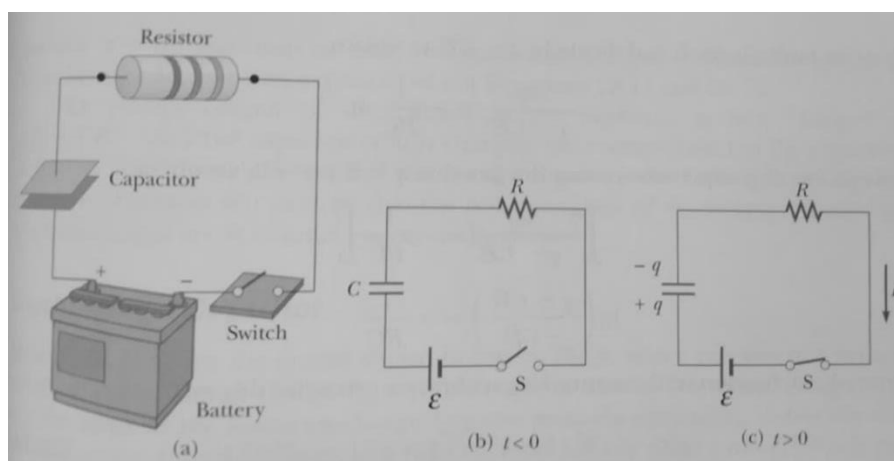 Resistor
Capacitor
+
−
Switch
Battery
(a)
R
C
ε
S
(b) t < 0
R
− q
+ q
ε
S
(c) t > 0